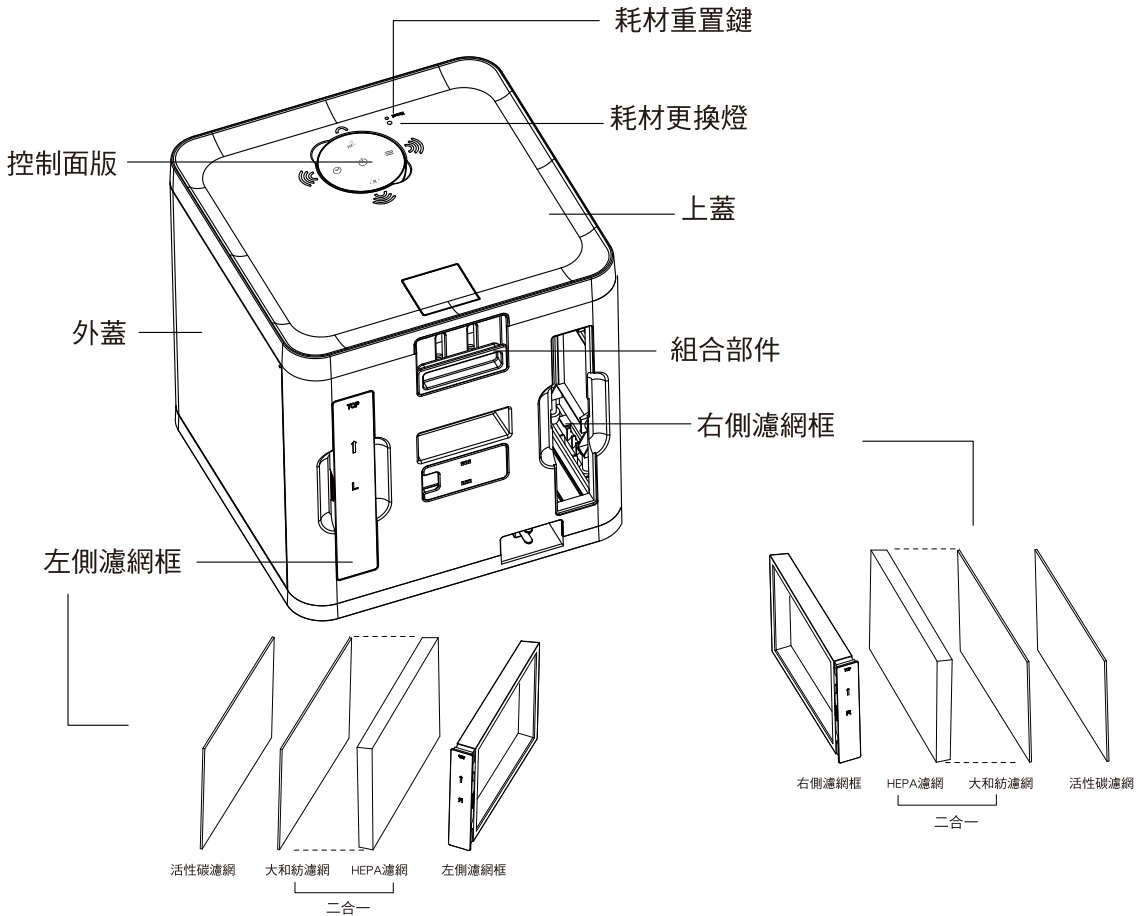 耗材重置鍵
耗材更換燈
控制面版
上蓋
外蓋
組合部件
右側濾網框
TOP
L
左側濾網框
活性碳濾網
大和紡濾網
HEPA濾網
左側濾網框
二合一
右側濾網框
HEPA濾網
大和紡濾網
活性碳濾網
二合一